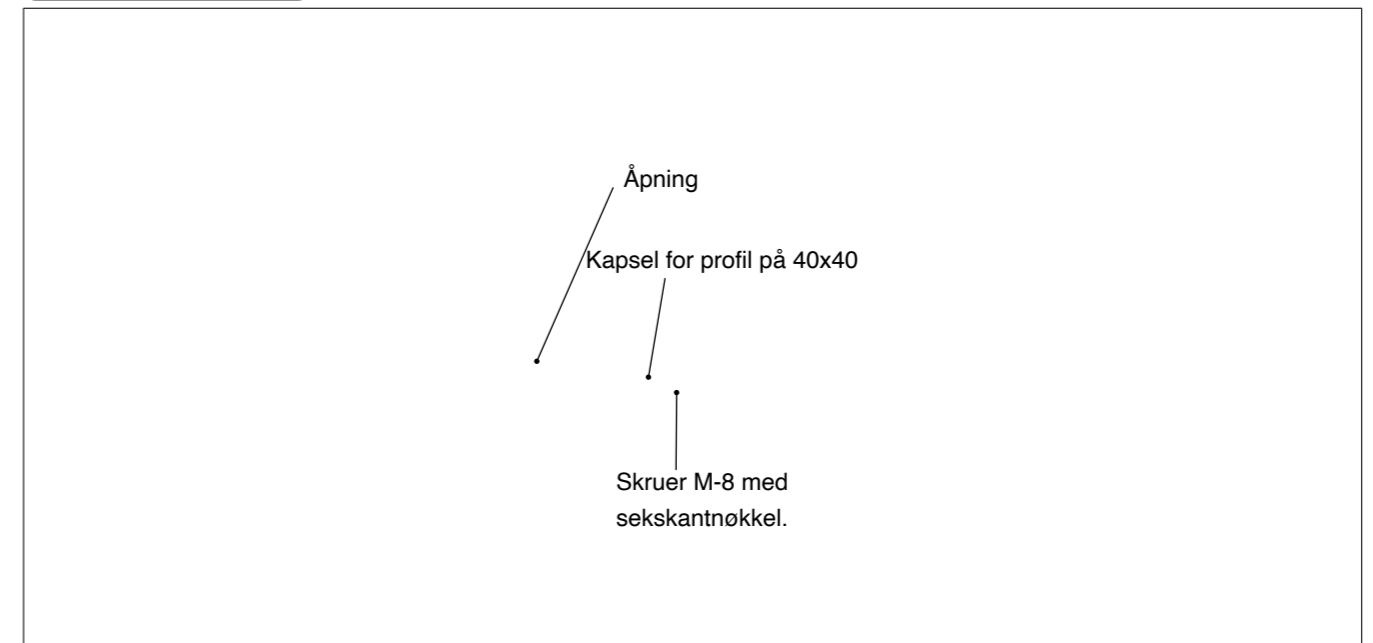 Åpning
Kapsel for profil på 40x40
Skruer M-8 med
sekskantnøkkel.